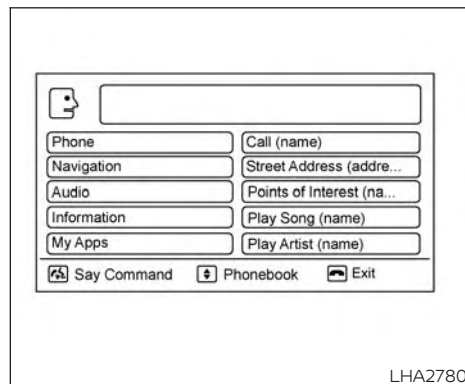 Phone
Call (name)
Navigation
Street Address (addre...
Audio
Points of Interest (na...
Information
Play Song (name)
My Apps
Play Artist (name)
Say Command Phonebook Exit
LHA2780